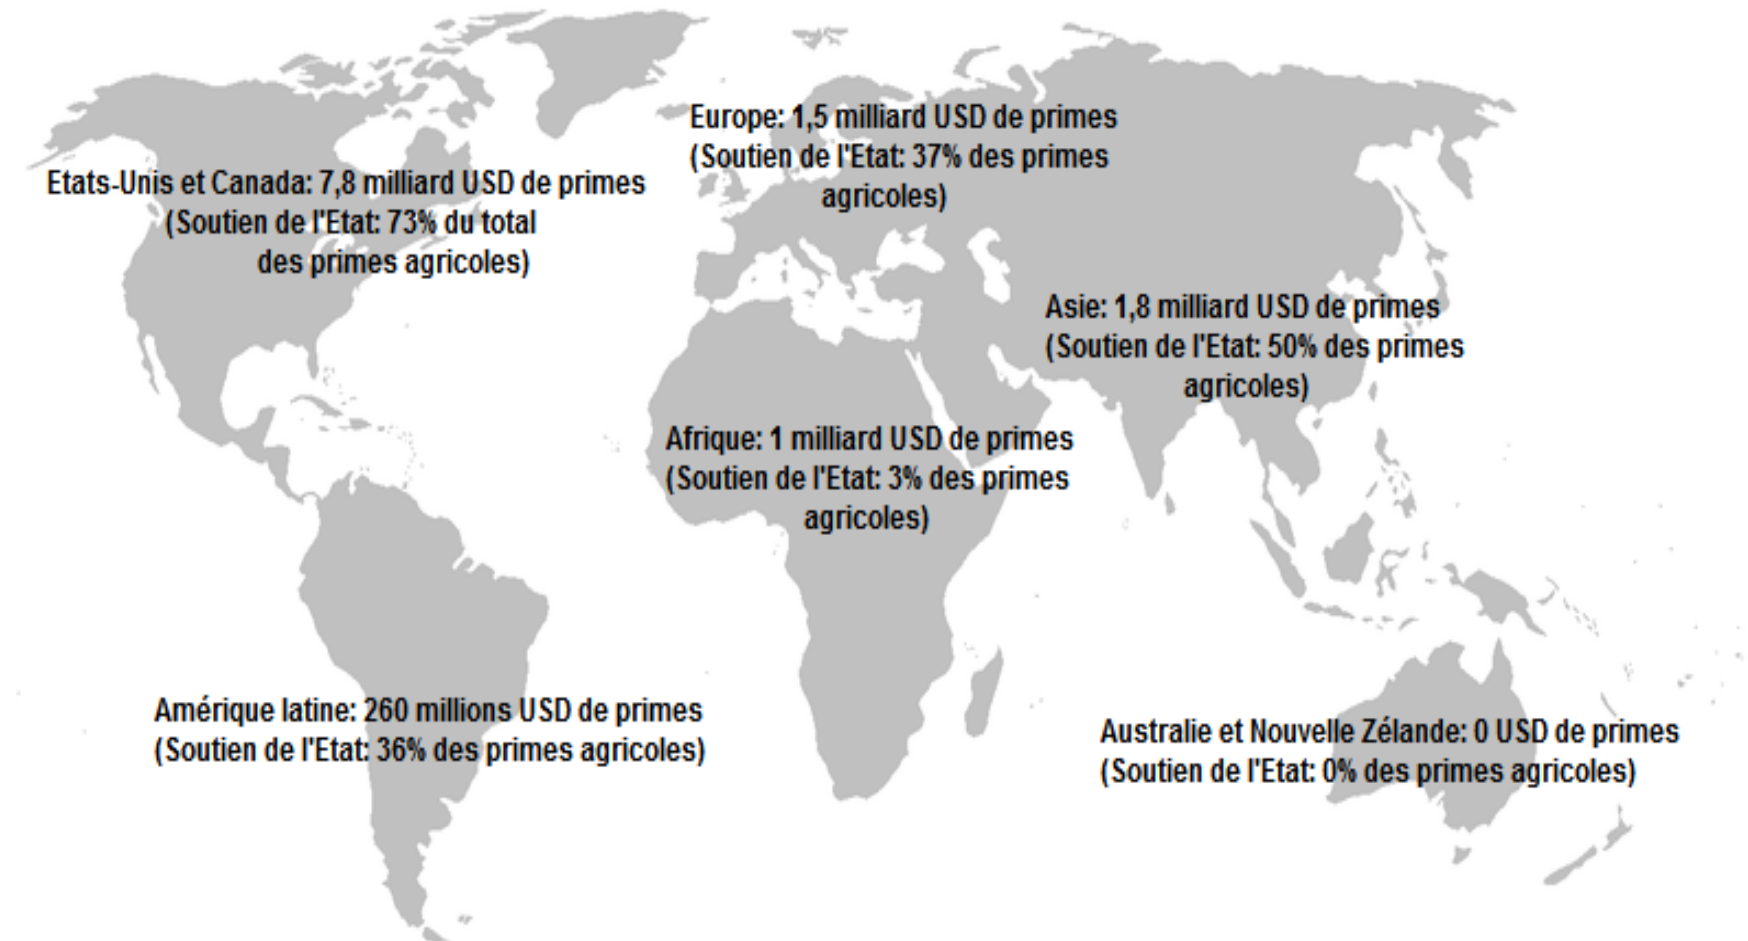 Europe: 1,5 milliard USD de primes
(Soutien de l'Etat: 37% des primes
agricoles)
Etats-Unis et Canada: 7,8 milliard USD de primes
(Soutien de l'Etat: 73% du total
des primes agricoles)
Asie: 1,8 milliard USD de primes
(Soutien de l'Etat: 50% des primes
agricoles)
Afrique: 1 milliard USD de primes
(Soutien de l'Etat: 3% des primes
agricoles)
Amérique latine: 260 millions USD de primes
(Soutien de l'Etat: 36% des primes agricoles)
Australie et Nouvelle Zélande: 0 USD de primes
(Soutien de l'Etat: 0% des primes agricoles)